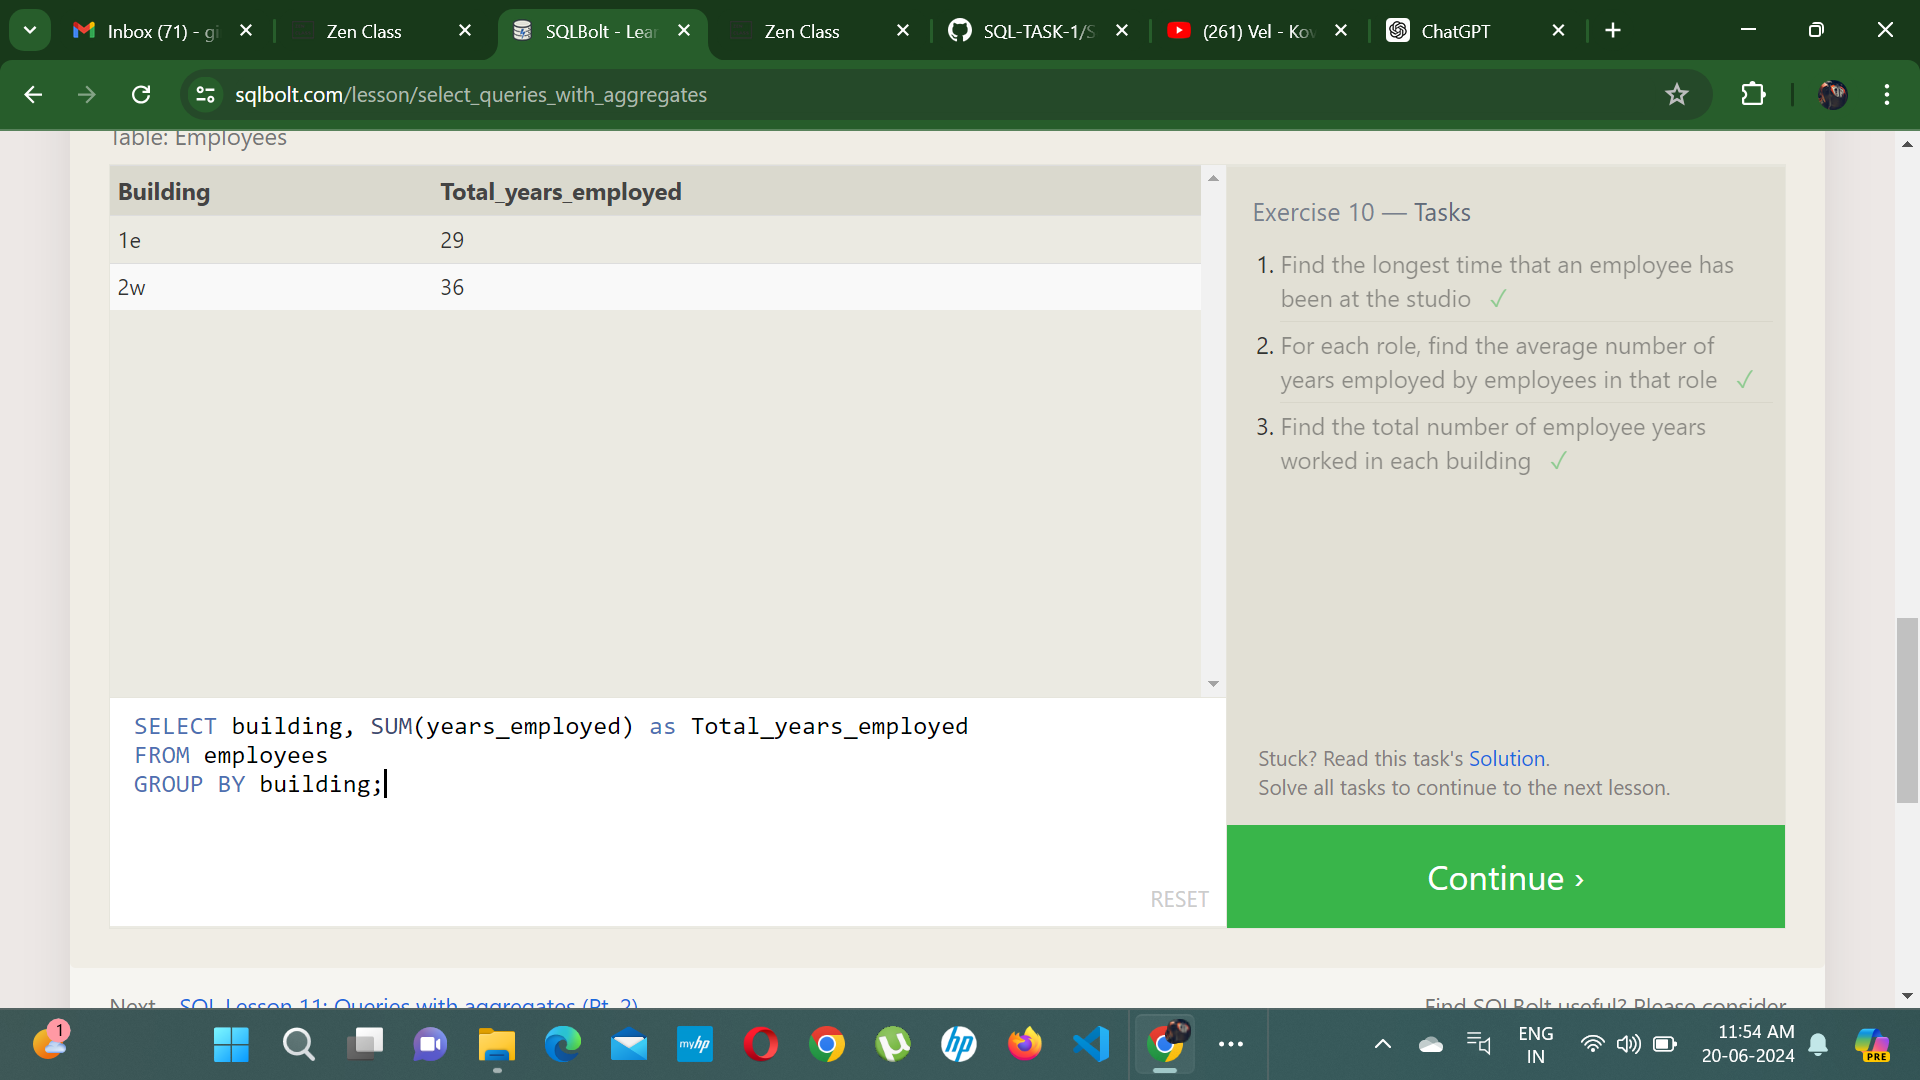 Inbox (71) - gi
Zen Class
SQLBolt - Lear
Zen Class
SQL-TASK-1/S
(261) Vel - Kov
ChatGPT
sqlbolt.com/lesson/select_queries_with_aggregates
Table: Employees
Building Total_years_employed
1e 29
2w 36
Exercise 10 — Tasks
1. Find the longest time that an employee has
been at the studio ✓
2. For each role, find the average number of
years employed by employees in that role ✓
3. Find the total number of employee years
worked in each building ✓
SELECT building, SUM(years_employed) as Total_years_employed
FROM employees
GROUP BY building;
RESET
Stuck? Read this task's Solution.
Solve all tasks to continue to the next lesson.
Continue ›
Next SQL Lesson 11: Queries with aggregates (Pt. 2)
Find SQLBolt useful? Please consider
1
myhp
hp
ENG
IN
11:54 AM
20-06-2024
PRE